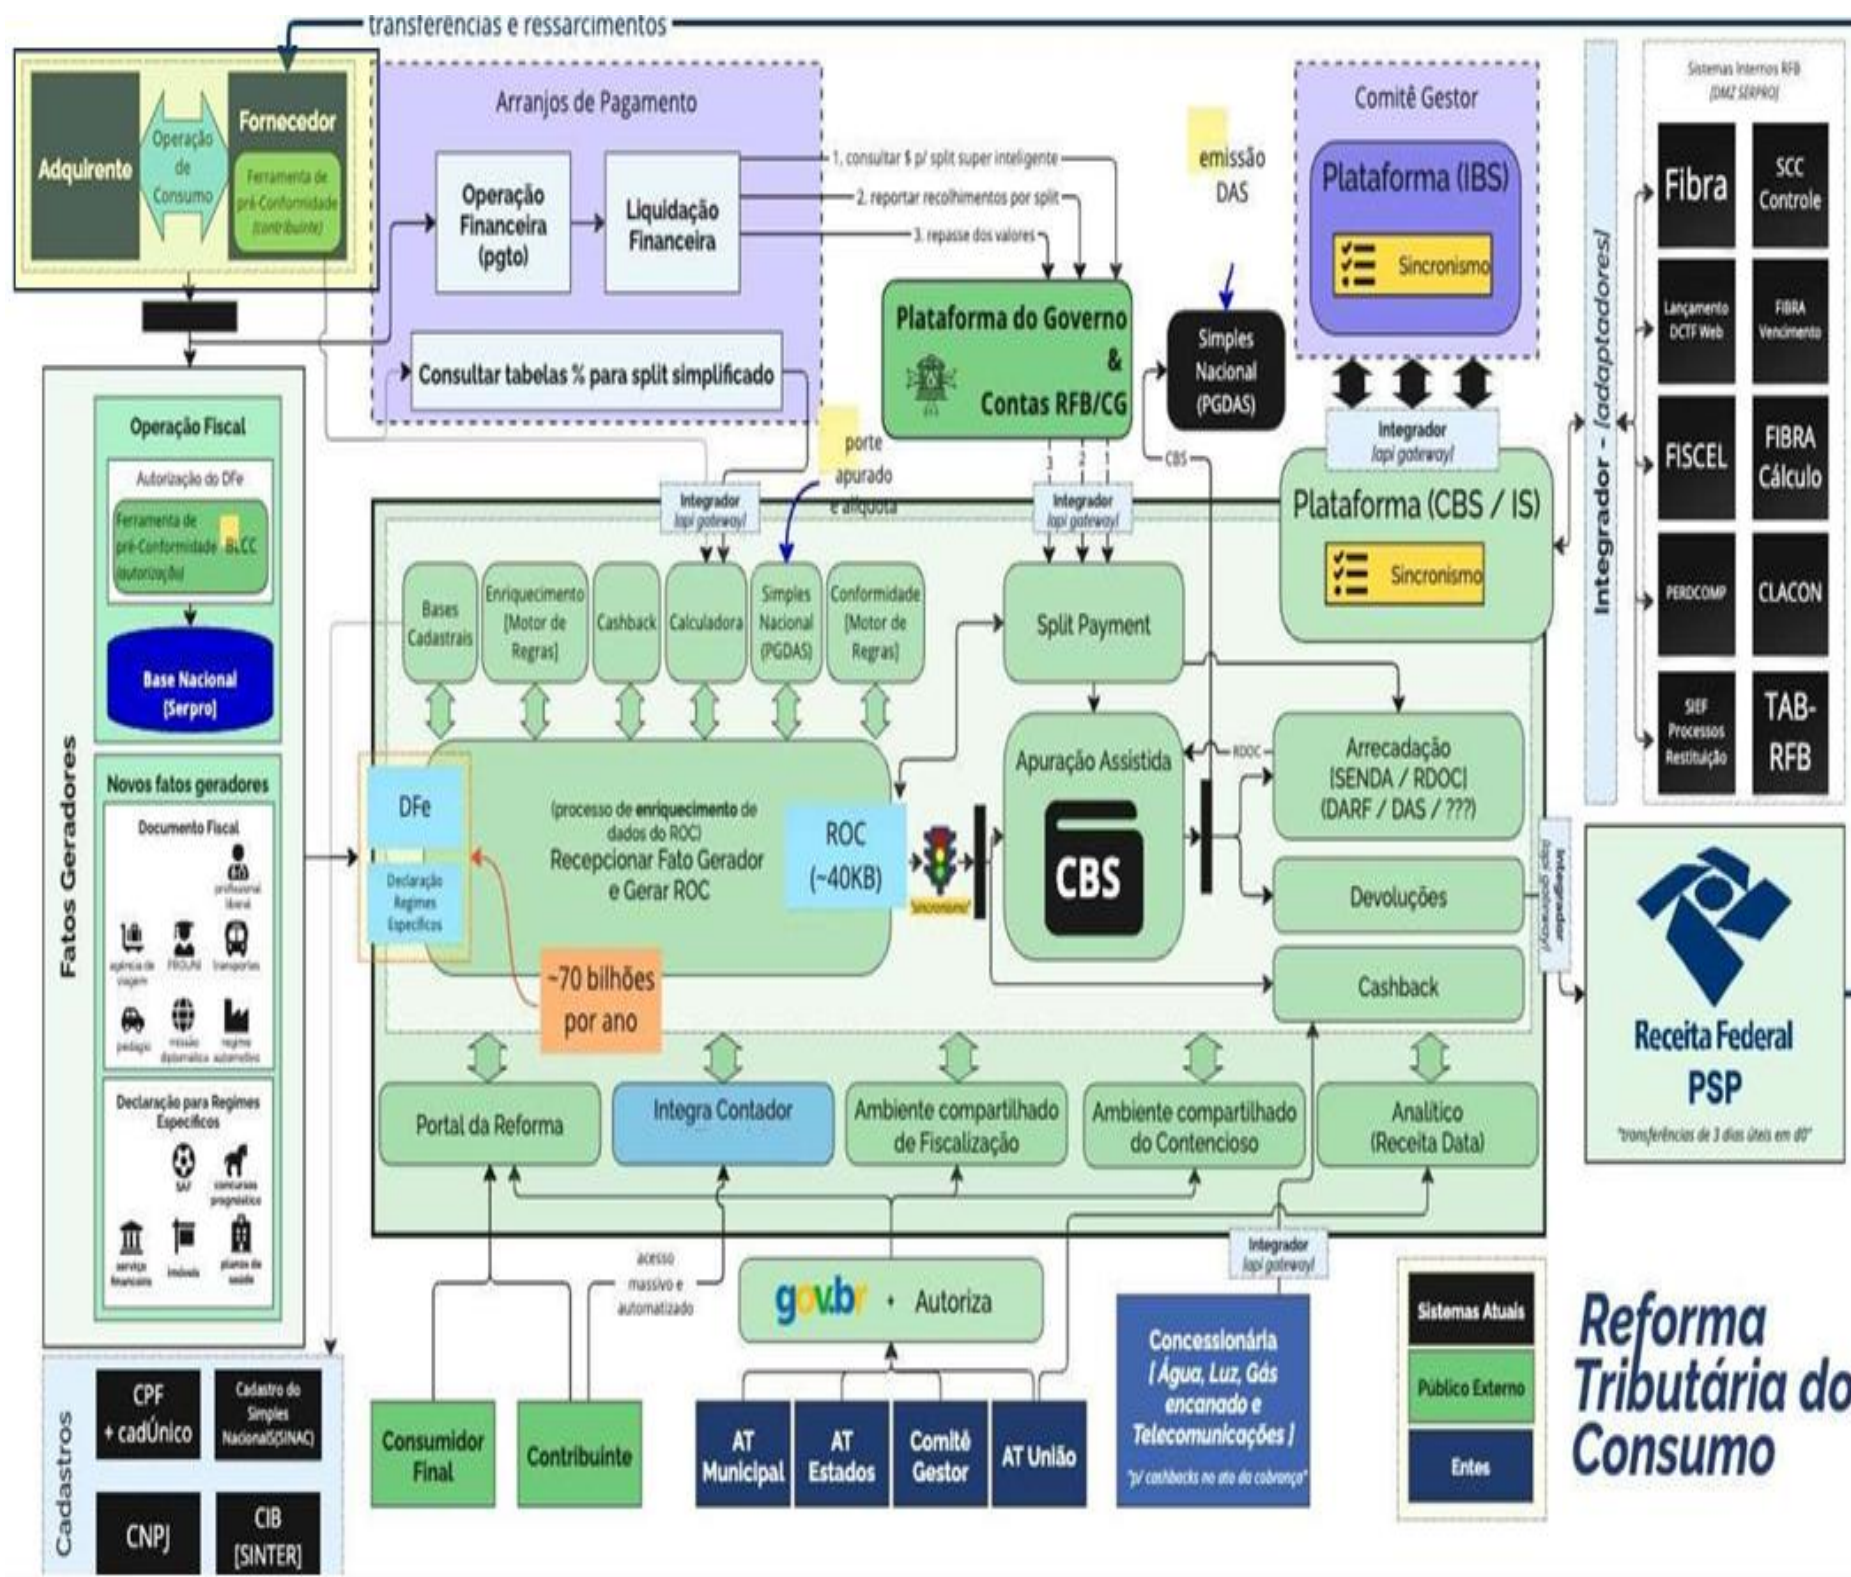 transferências e ressarcimentos
Adquirente
Operação
de
Consumo
Fornecedor
Ferramenta de
pré-Conformidade
(contribuinte)
Arranjos de Pagamento
Operação
Financeira
(pgto)
Liquidação
Financeira
1. consultar $ p/ split super inteligente
2. reportar recolhimentos por split
3. repasse dos valores
Consultar tabelas % para split simplificado
Plataforma do Governo
&
Contas RFB/CG
emissão
DAS
Simples
Nacional
(PGDAS)
Comitê Gestor
Plataforma (IBS)
Sincronismo
Integrador
[api gateway]
Plataforma (CBS / IS)
Sincronismo
Integrador - [adaptadores]
Sistemas Internos RFB
[DMZ SERPRO]
Fibra
SCC
Controle
Lançamento
DCTF Web
FIBRA
Vencimento
FISCEL
FIBRA
Cálculo
PERDCOMP
CLACON
SIEF
Processos
Restituição
TAB-
RFB
Fatos Geradores
Operação Fiscal
Autorização do DFe
Ferramenta de
pré-Conformidade
(autorização)
Base Nacional
[Serpro]
Novos fatos geradores
Documento Fiscal
profissional
liberal
agência de
viagem
PROUNI
transportes
pedágio
missão
diplomática
regime
automotivo
Declaração para Regimes
Específicos
SAF
concursos
prognóstico
serviço
financeiro
imóveis
planos de
saúde
porte
apurado
e alíquota
3
2
1
CBS
Integrador
[api gateway]
Integrador
[api gateway]
Bases
Cadastrais
Enriquecimento
[Motor de
Regras]
Cashback
Calculadora
Simples
Nacional
(PGDAS)
Conformidade
[Motor de
Regras]
Split Payment
DFe
Declaração
Regimes
Específicos
(processo de enriquecimento de
dados do ROC)
Recepcionar Fato Gerador
e Gerar ROC
ROC
(~40KB)
"Sincronismo"
~70 bilhões
por ano
Apuração Assistida
CBS
RDOC
Arrecadação
[SENDA / RDOC]
(DARF / DAS / ???)
Devoluções
Cashback
Integrador
[api gateway]
Receita Federal
PSP
"transferências de 3 dias úteis em d0"
Portal da Reforma
Integra Contador
Ambiente compartilhado
de Fiscalização
Ambiente compartilhado
do Contencioso
Analítico
(Receita Data)
acesso
massivo e
automatizado
gov.br + Autoriza
Integrador
[api gateway]
Cadastros
CPF
+ cadÚnico
Cadastro do
Simples
NacionalS(SINAC)
CNPJ
CIB
[SINTER]
Consumidor
Final
Contribuinte
AT
Municipal
AT
Estados
Comitê
Gestor
AT União
Concessionária
[ Água, Luz, Gás
encanado e
Telecomunicações ]
"p/ cashbacks no ato da cobrança"
Sistemas Atuais
Público Externo
Entes
Reforma
Tributária do
Consumo